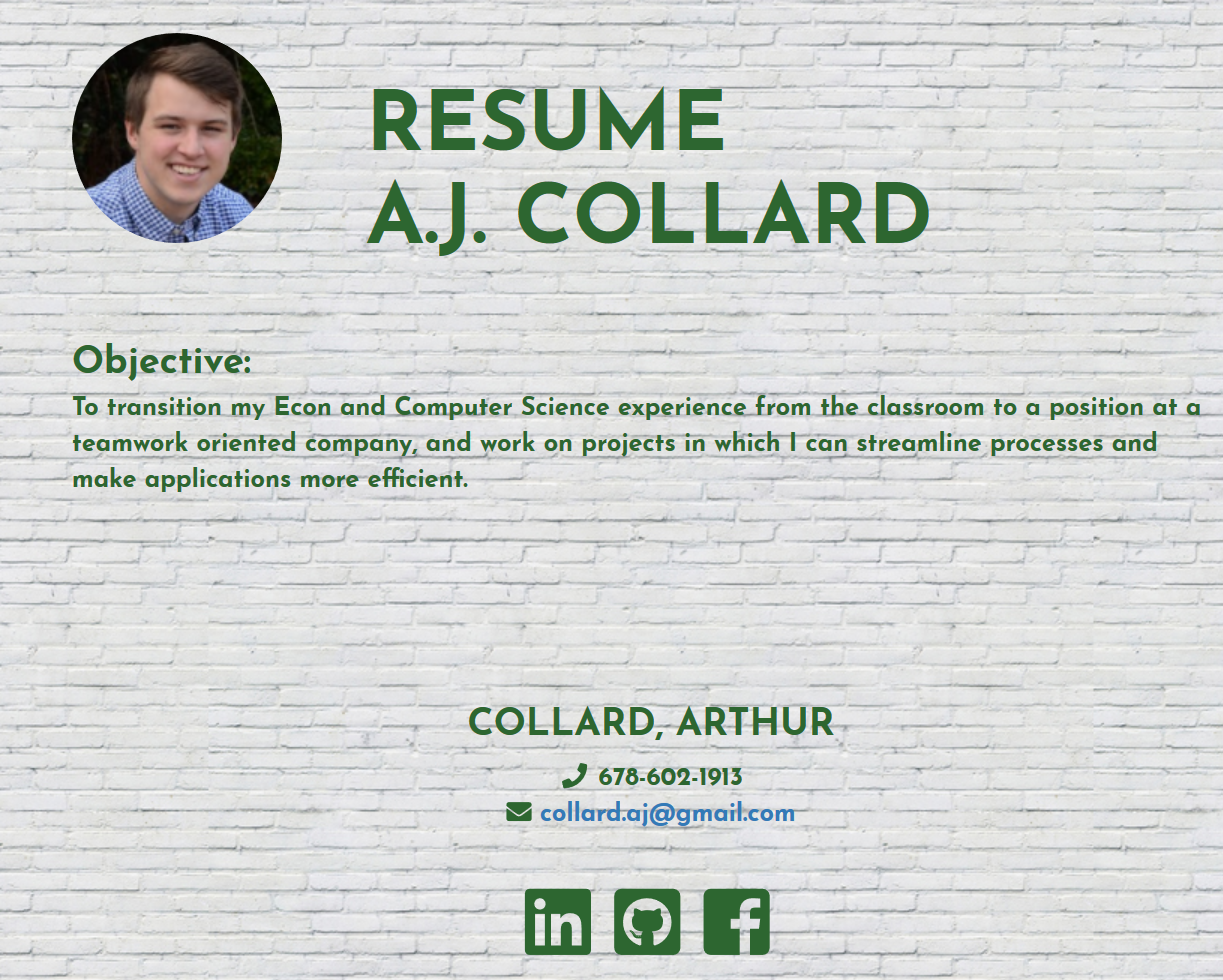 RESUME
A.J. COLLARD
Objective:
To transition my Econ and Computer Science experience from the classroom to a position at a
teamwork oriented company, and work on projects in which I can streamline processes and
make applications more efficient.
COLLARD, ARTHUR
678-602-1913
collard.aj@gmail.com
in
f